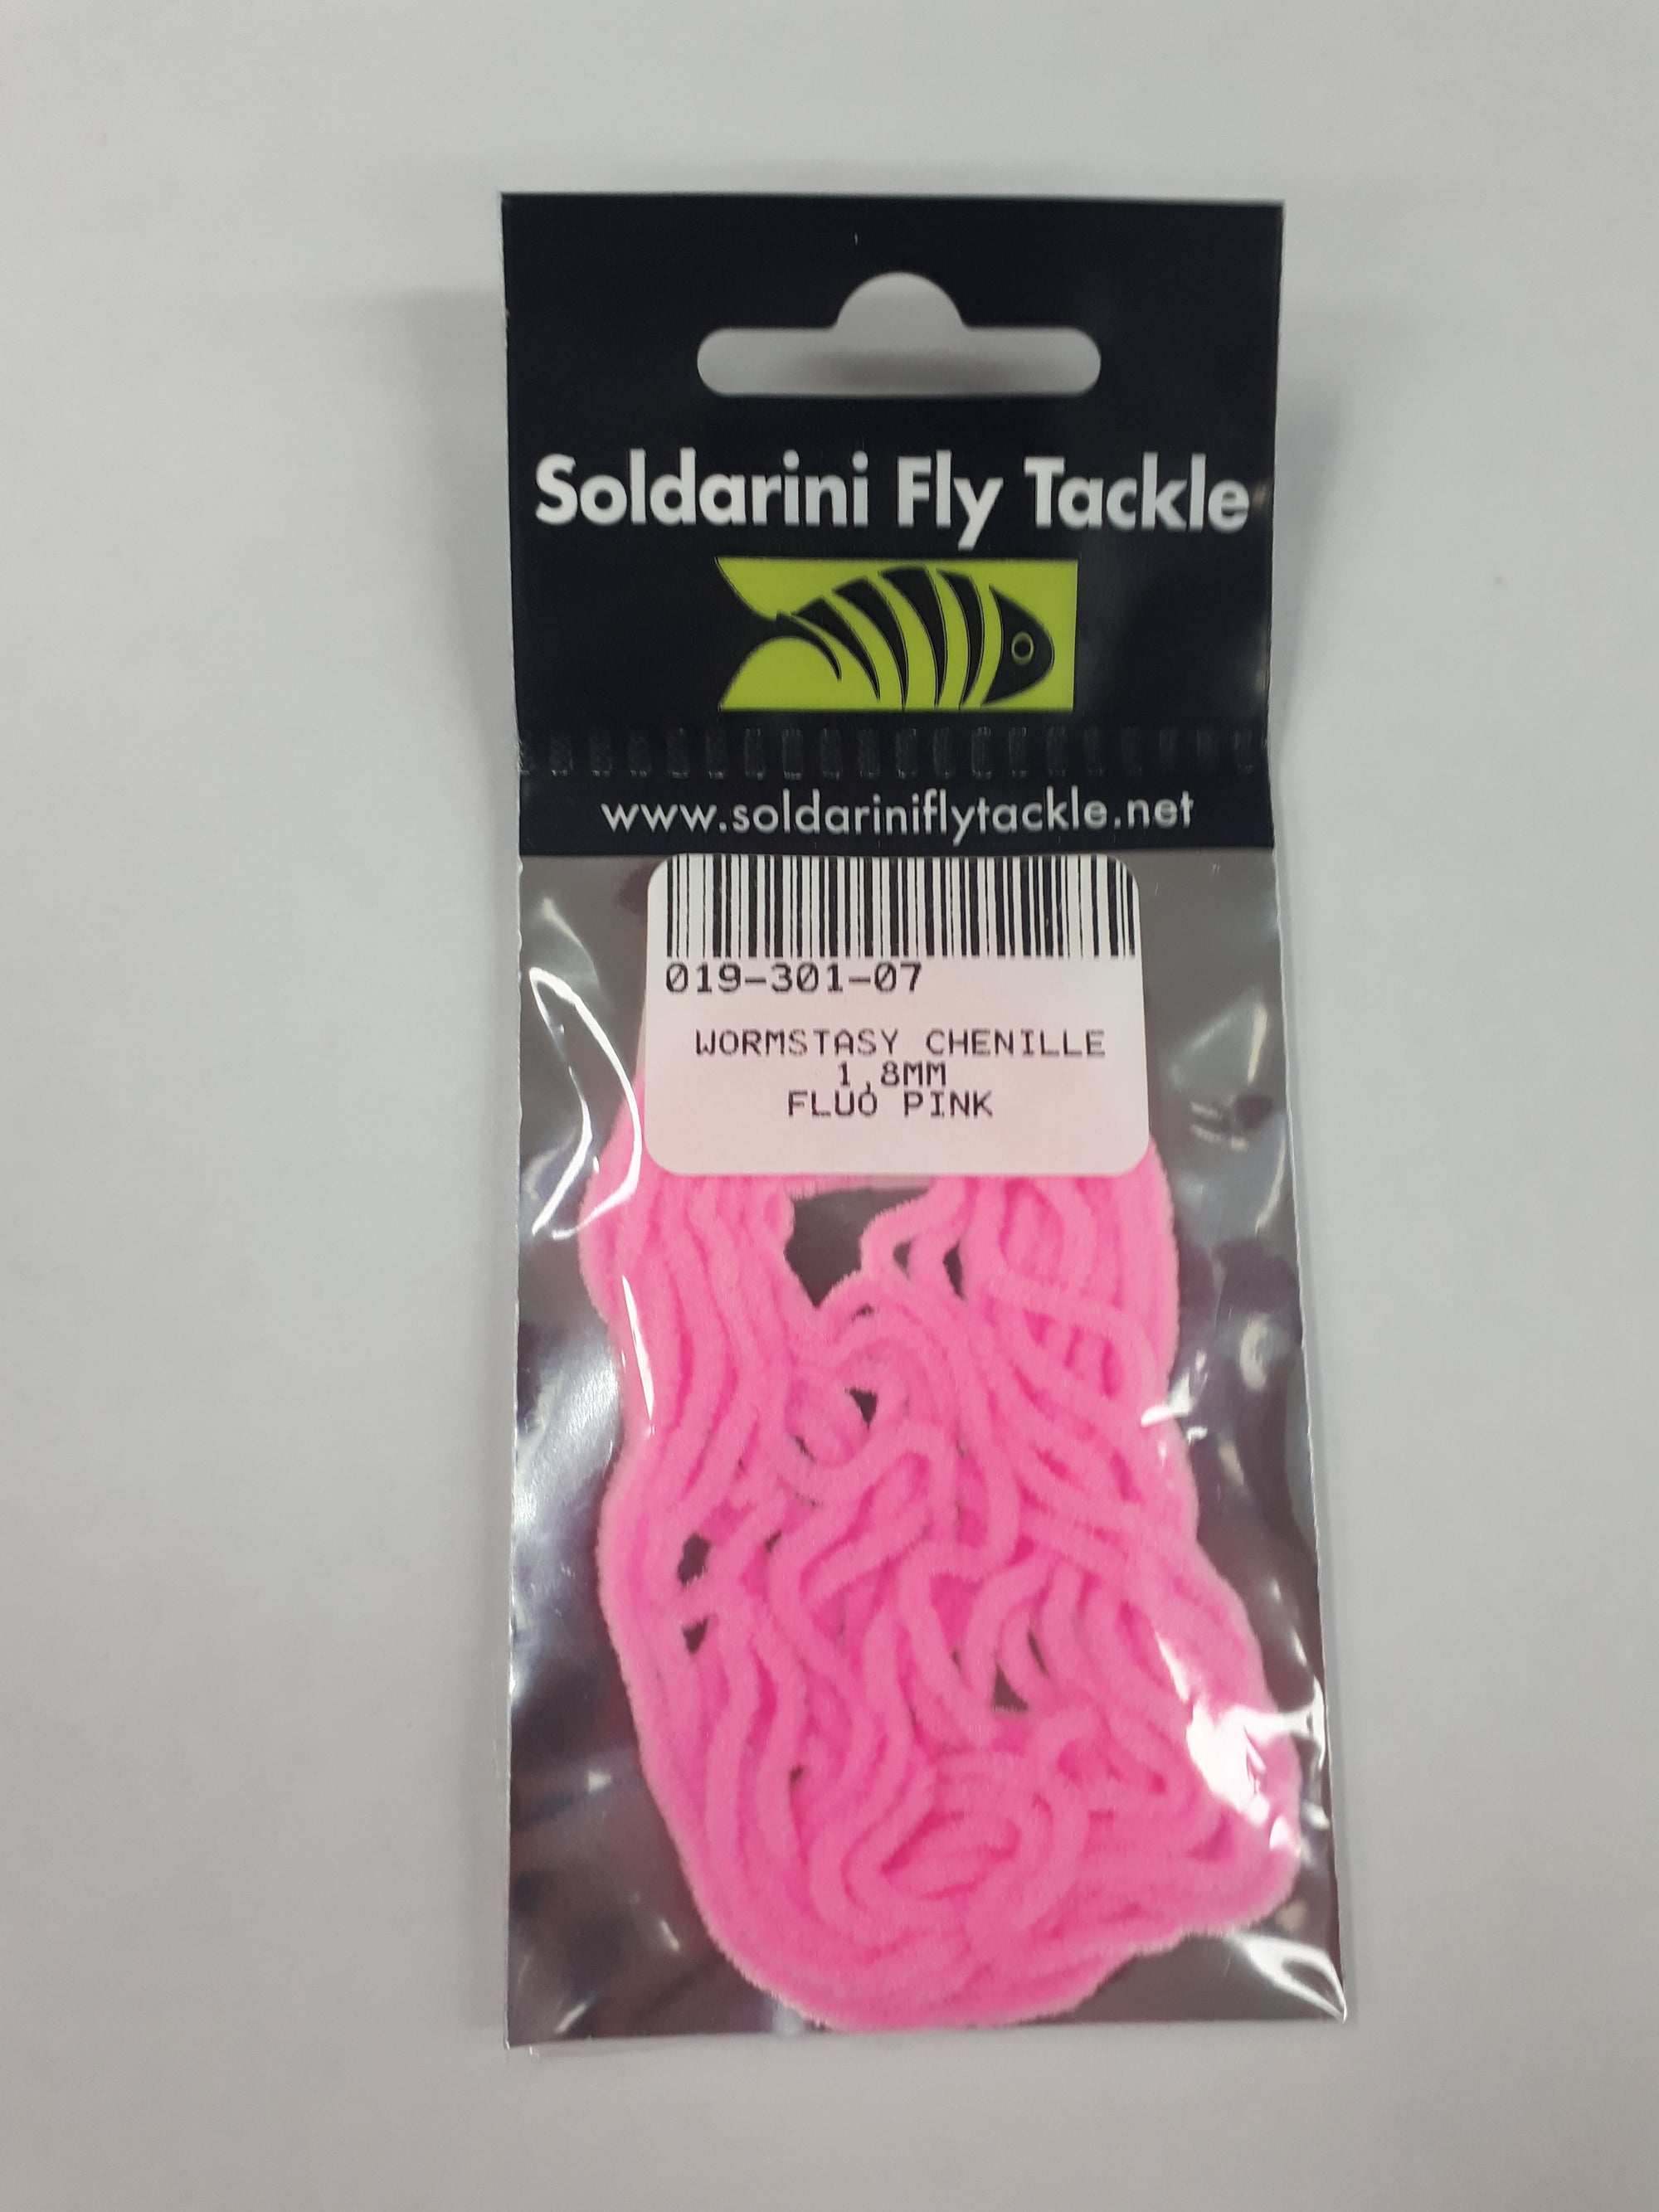 Soldarini Fly Tackle
www.soldariniflytackle.net
019-301-07
WORMSTASY CHENILLE
1,8MM
FLUO PINK